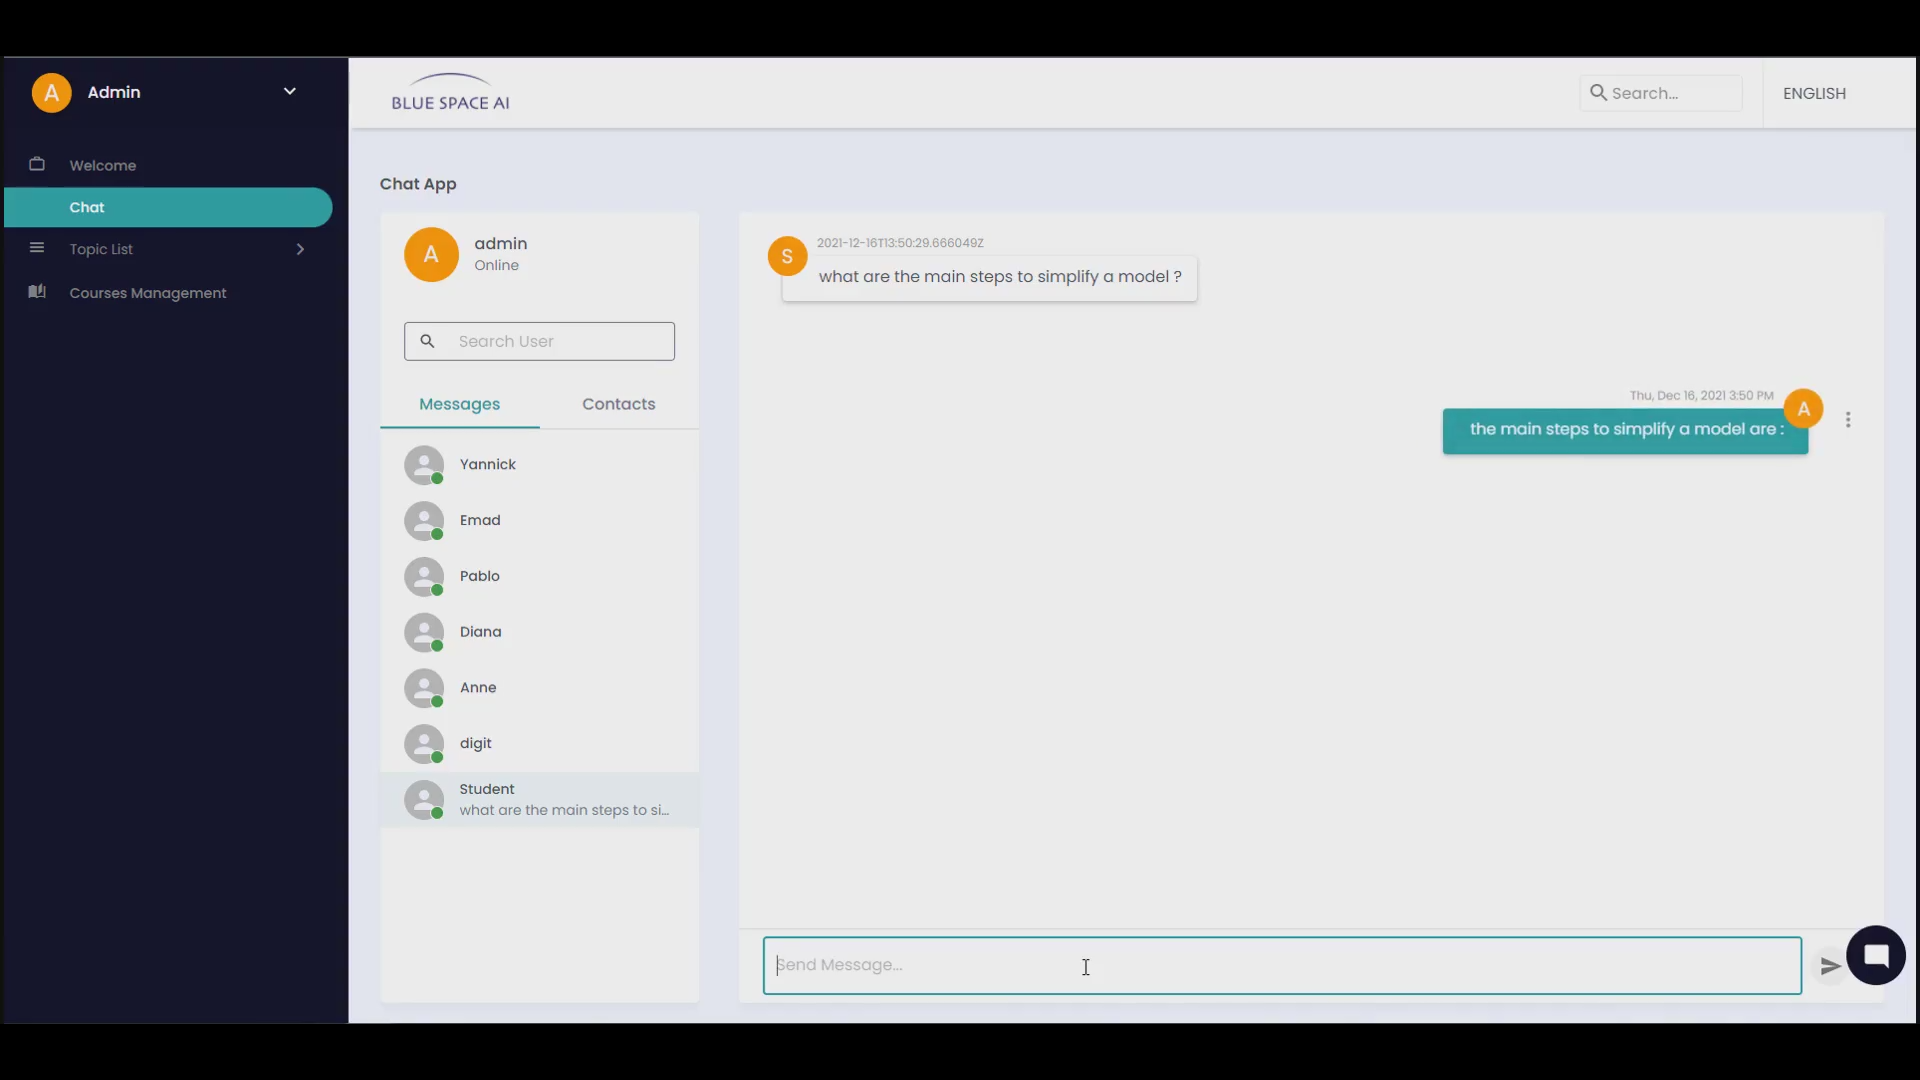 A
Admin
BLUE SPACE AI
Search...
ENGLISH
Welcome
Chat
Topic List
Courses Management
Chat App
A
admin
Online
Search User
Messages
Contacts
Yannick
Emad
Pablo
Diana
Anne
digit
Student
what are the main steps to si...
S
2021-12-16T13:50:29.666049Z
what are the main steps to simplify a model ?
Thu, Dec 16, 2021 3:50 PM
A
the main steps to simplify a model are :
Send Message...